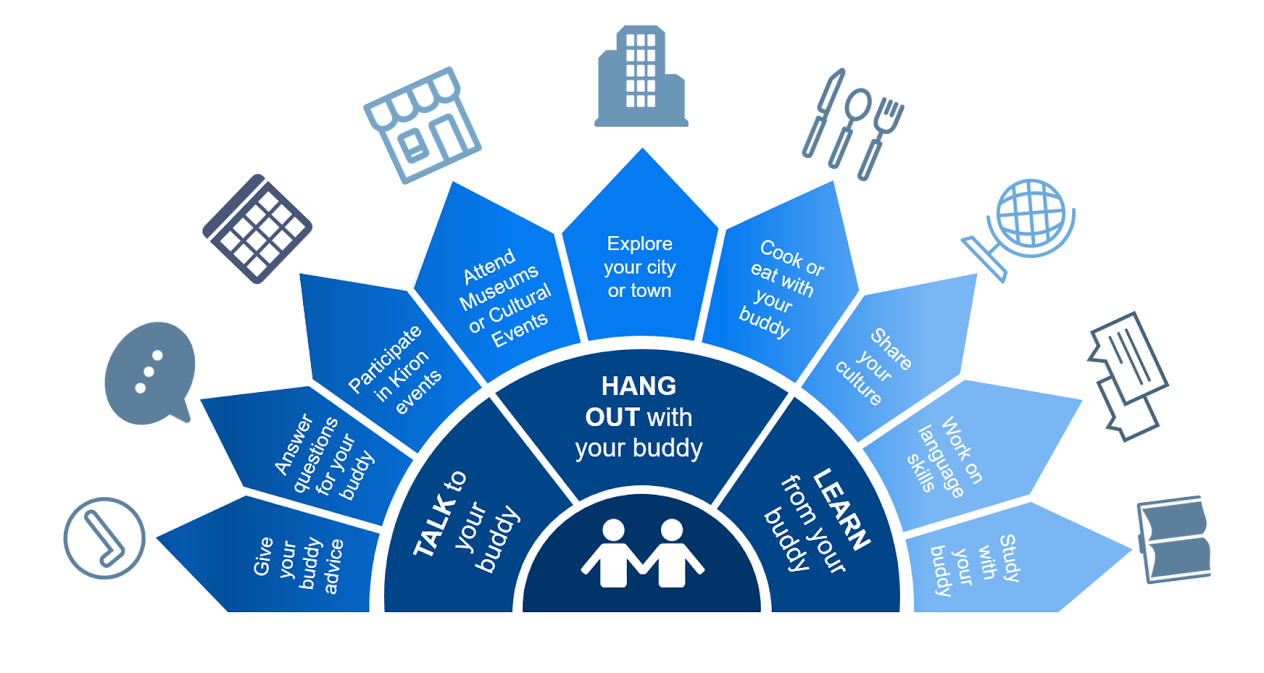 Give
your
buddy
advice
Answer
questions
for your
buddy
Participate
in Kiron
events
Attend
Museums
or Cultural
Events
Explore
your city
or town
Cook or
eat with
your
buddy
Share
your
culture
Work on
language
skills
Study
with
your
buddy
TALK to
your
buddy
HANG
OUT with
your buddy
LEARN
from your
buddy